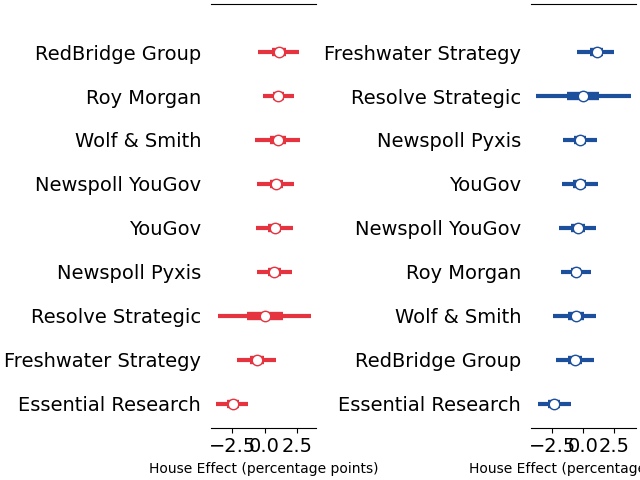 RedBridge Group
Roy Morgan
Wolf & Smith
Newspoll YouGov
YouGov
Newspoll Pyxis
Resolve Strategic
Freshwater Strategy
Essential Research
−2.5 0.0 2.5
House Effect (percentage points)
Freshwater Strategy
Resolve Strategic
Newspoll Pyxis
YouGov
Newspoll YouGov
Roy Morgan
Wolf & Smith
RedBridge Group
Essential Research
−2.5 0.0 2.5
House Effect (percentage